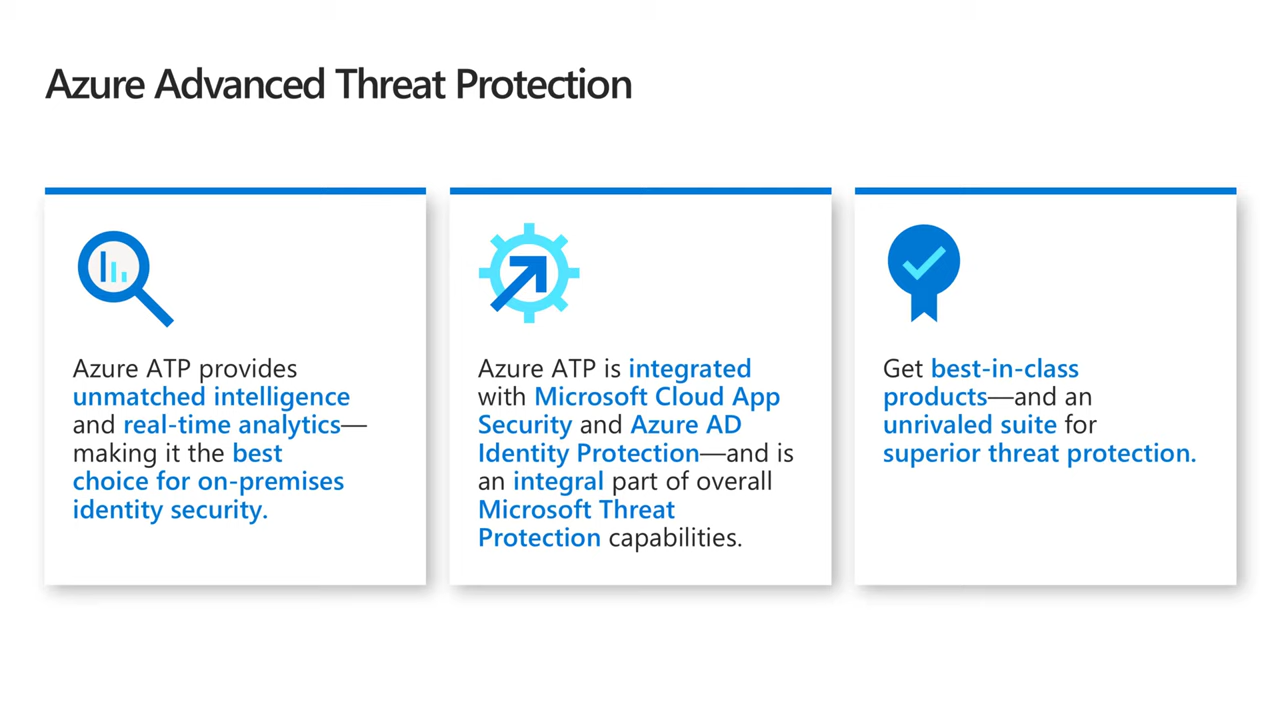 Azure Advanced Threat Protection
Azure ATP provides
unmatched intelligence
and real-time analytics—
making it the best
choice for on-premises
identity security.
Azure ATP is integrated
with Microsoft Cloud App
Security and Azure AD
Identity Protection—and is
an integral part of overall
Microsoft Threat
Protection capabilities.
Get best-in-class
products—and an
unrivaled suite for
superior threat protection.